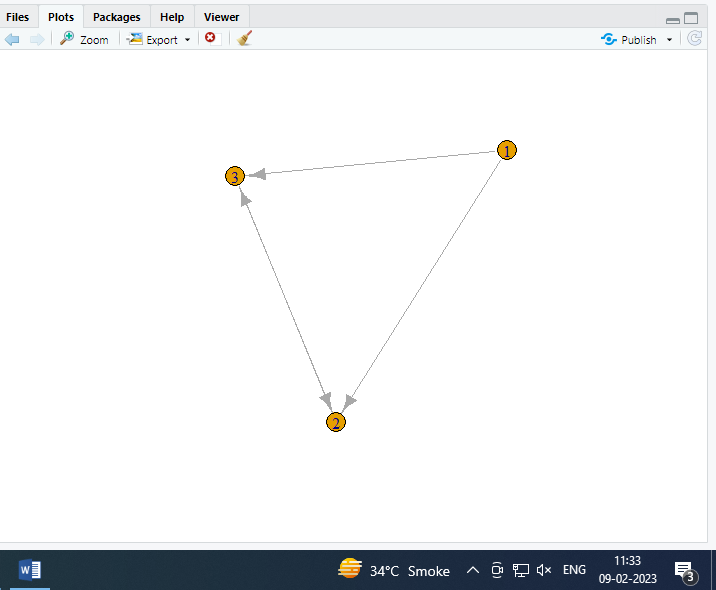 Files Plots Packages Help Viewer
Zoom Export Publish
1
3
2
W 34°C Smoke ENG 11:33
09-02-2023 3